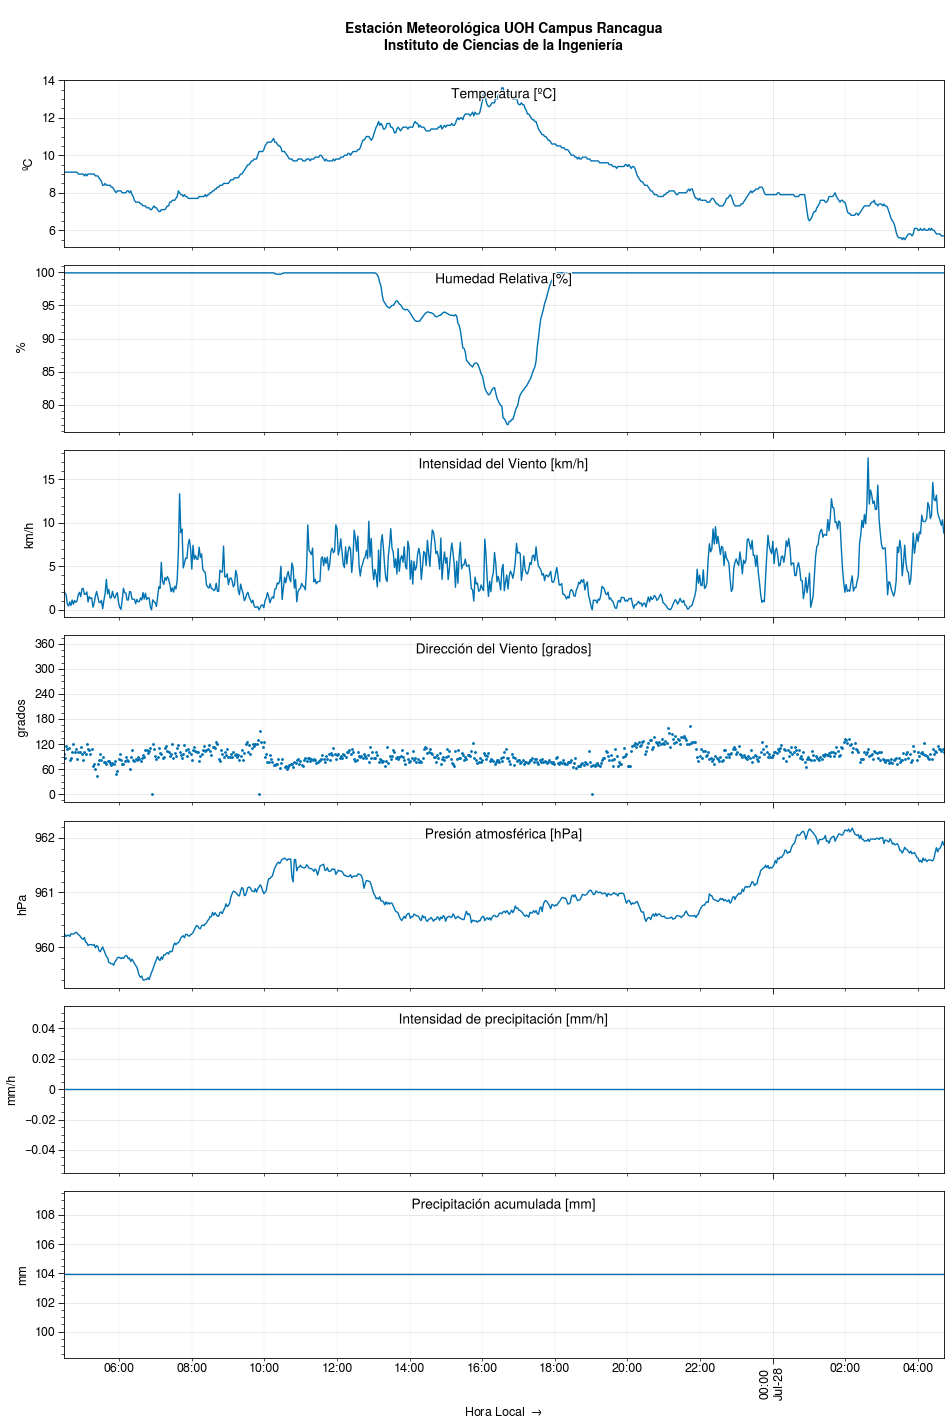 Estación Meteorológica UOH Campus Rancagua
Instituto de Ciencias de la Ingeniería
Temperatura [ºC]
ºC
14
12
10
8
6
Humedad Relativa [%]
%
100
95
90
85
80
Intensidad del Viento [km/h]
km/h
15
10
5
0
Dirección del Viento [grados]
grados
360
300
240
180
120
60
0
Presión atmosférica [hPa]
hPa
962
961
960
Intensidad de precipitación [mm/h]
mm/h
0.04
0.02
0
−0.02
−0.04
Precipitación acumulada [mm]
mm
108
106
104
102
100
06:00 08:00 10:00 12:00 14:00 16:00 18:00 20:00 22:00 00:00 02:00 04:00
Jul-28
Hora Local →